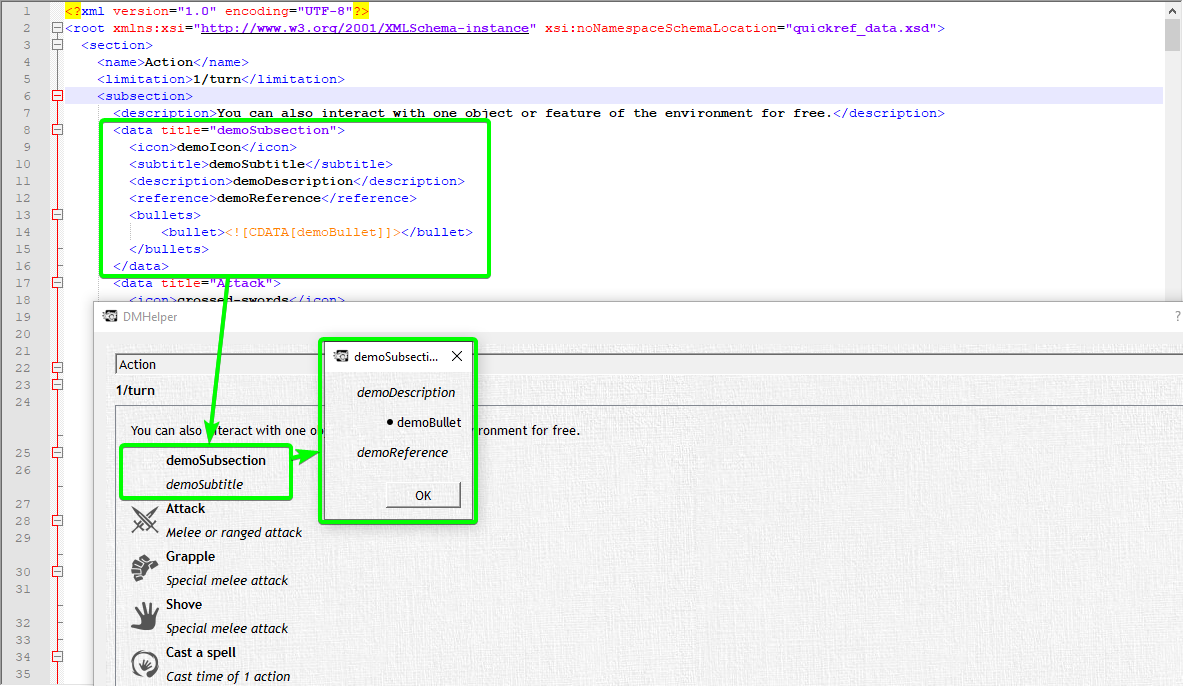 1 <?xml version="1.0" encoding="UTF-8"?>
2 <root xmlns:xsi="http://www.w3.org/2001/XMLSchema-instance" xsi:noNamespaceSchemaLocation="quickref_data.xsd">
3 <section>
4 <name>Action</name>
5 <limitation>1/turn</limitation>
6 <subsection>
7 <description>You can also interact with one object or feature of the environment for free.</description>
8 <data title="demoSubsection">
9 <icon>demoIcon</icon>
10 <subtitle>demoSubtitle</subtitle>
11 <description>demoDescription</description>
12 <reference>demoReference</reference>
13 <bullets>
14 <bullet><![CDATA[demoBullet]]></bullet>
15 </bullets>
16 </data>
17 <data title="Attack">
18 <icon>crossed-swords</icon>
19
20
21
22
23
24
25
26
27
28
29
30
31
32
33
34
35
DMHelper ?
Action
1/turn
You can also interact with one ob
vironment for free.
demoSubsection
demoSubtitle
Attack
Melee or ranged attack
Grapple
Special melee attack
Shove
Special melee attack
Cast a spell
Cast time of 1 action
demoSubsecti...
demoDescription
• demoBullet
demoReference
OK